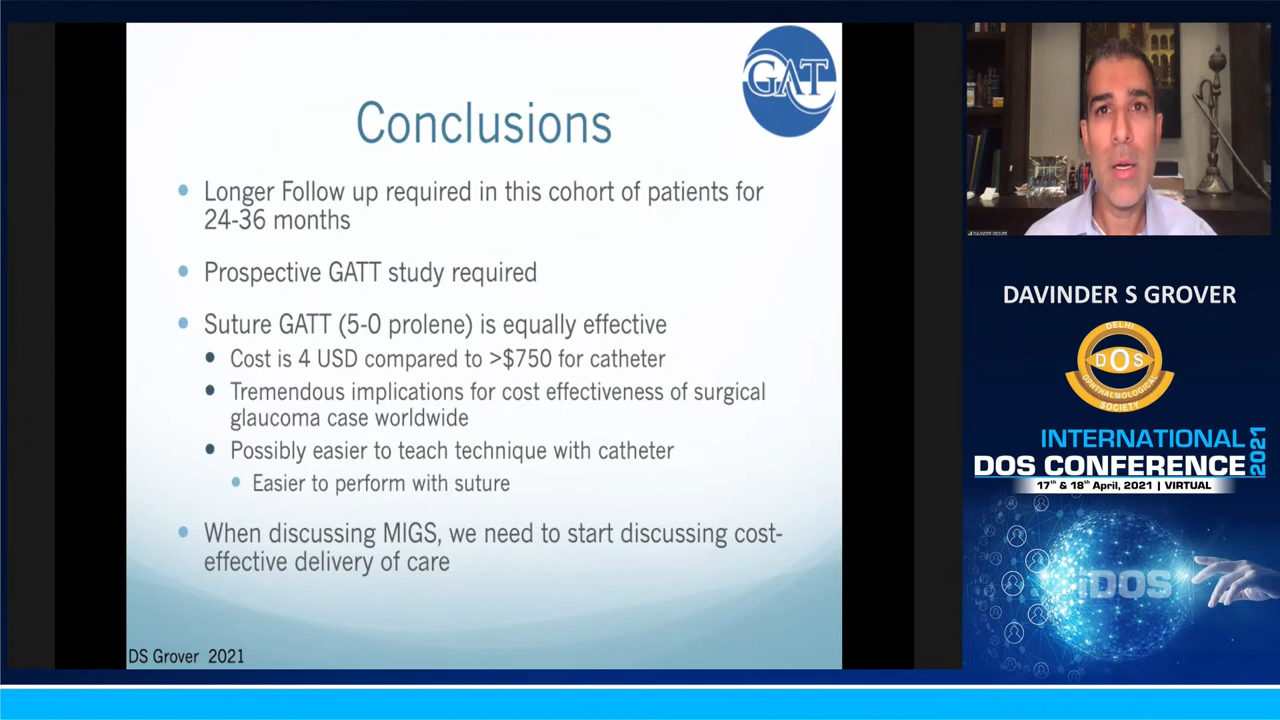 GAT
Conclusions
Longer Follow up required in this cohort of patients for
24-36 months
Prospective GATT study required
Suture GATT (5-0 prolene) is equally effective
Cost is 4 USD compared to >$750 for catheter
Tremendous implications for cost effectiveness of surgical
glaucoma case worldwide
Possibly easier to teach technique with catheter
Easier to perform with suture
When discussing MIGS, we need to start discussing cost-
effective delivery of care
DS Grover 2021
DAVINDER GROVER
DAVINDER S GROVER
DELHI
DOS
OPHTHALMOLOGICAL
SOCIETY
INTERNATIONAL
DOS CONFERENCE
2021
17th & 18th April, 2021 | VIRTUAL
iDOS